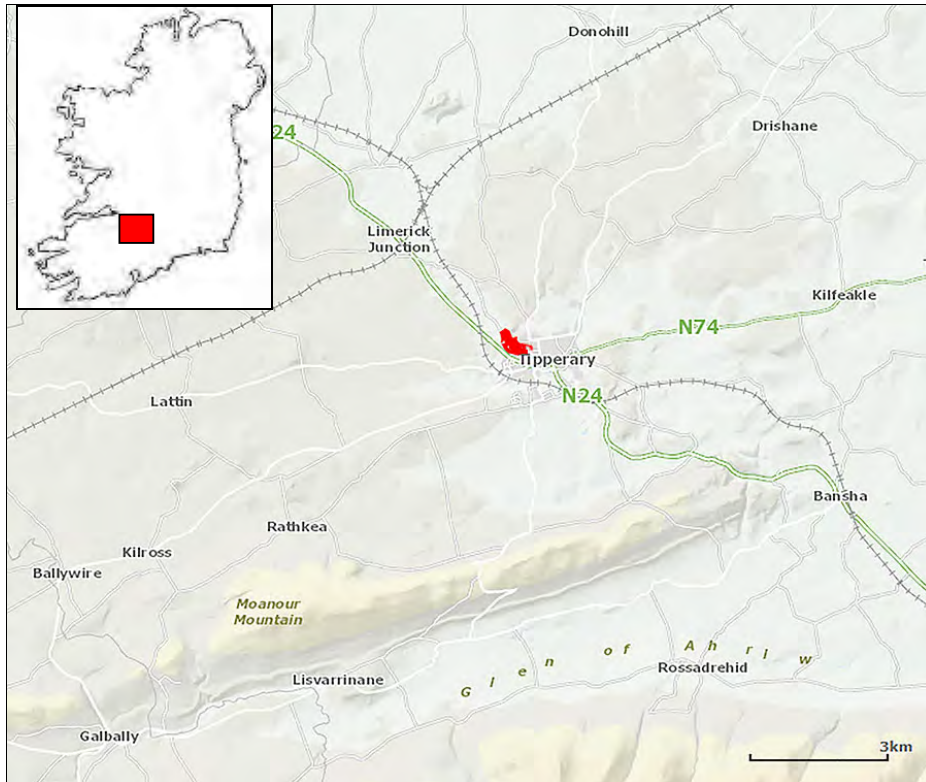 Donohill
24
Drishane
Limerick
Junction
Kilfeakle
N74
Tipperary
Lattin
N24
Bansha
Rathkea
Kilross
Ballywire
Moanour
Mountain
Glen of Ahrlw
Rossadrehid
Lisvarrinane
Galbally
3km